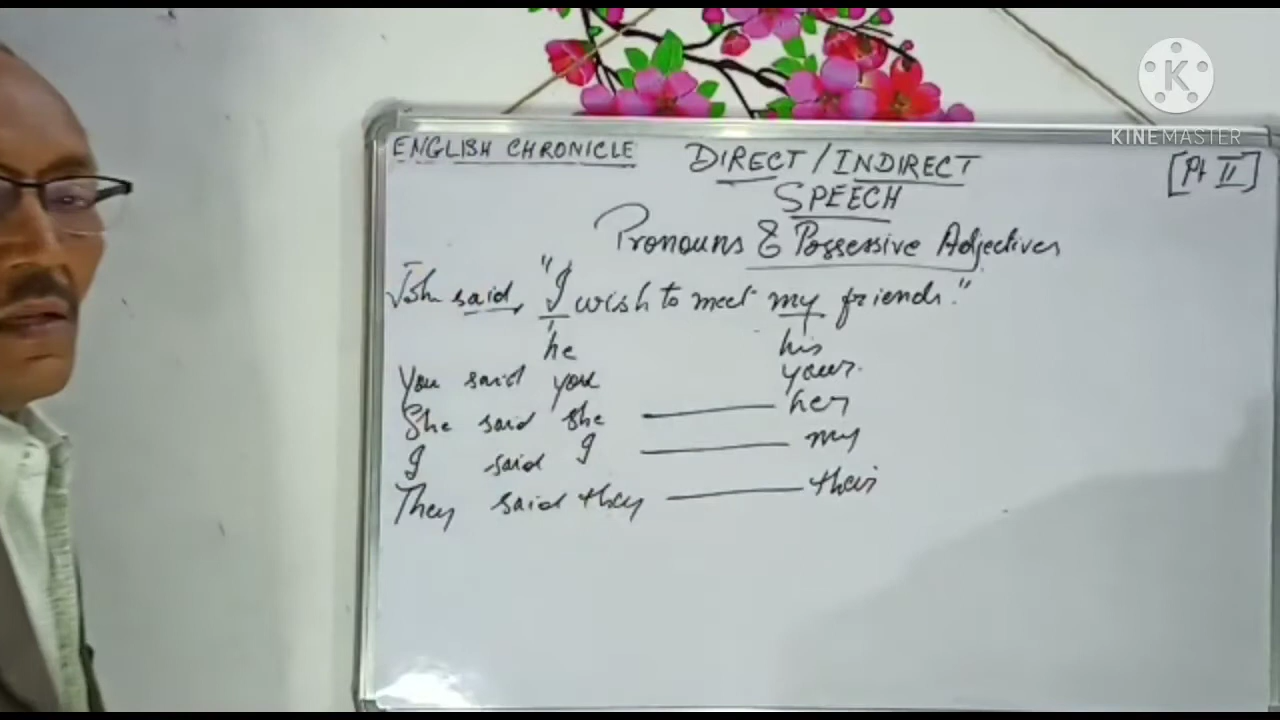 K
KINEMASTER
ENGLISH CHRONICLE
DIRECT / INDIRECT
SPEECH
[Pt II]
Pronouns & Possessive Adjectives
John said, "I wish to meet my friends."
he his
You said you your
She said she her
I said I my
They said they their